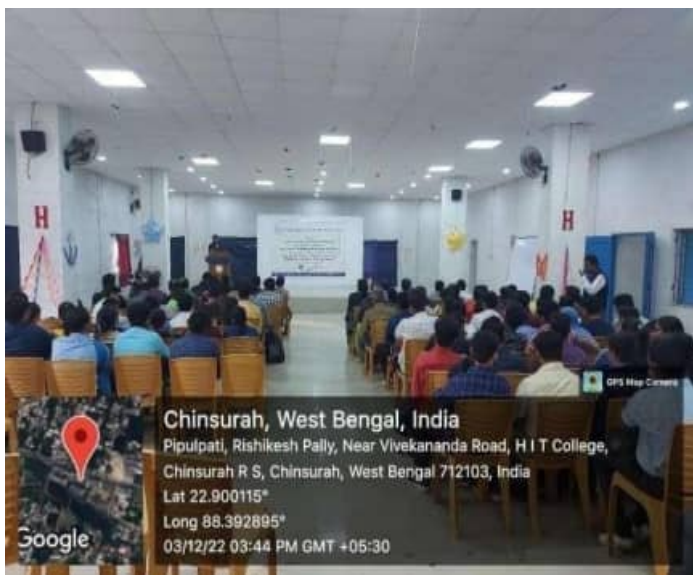 H
H
GPS Map Camera
Chinsurah, West Bengal, India
Pipulpati, Rishikesh Pally, Near Vivekananda Road, H I T College,
Chinsurah R S, Chinsurah, West Bengal 712103, India
Lat 22.900115°
Long 88.392895°
03/12/22 03:44 PM GMT +05:30
Google